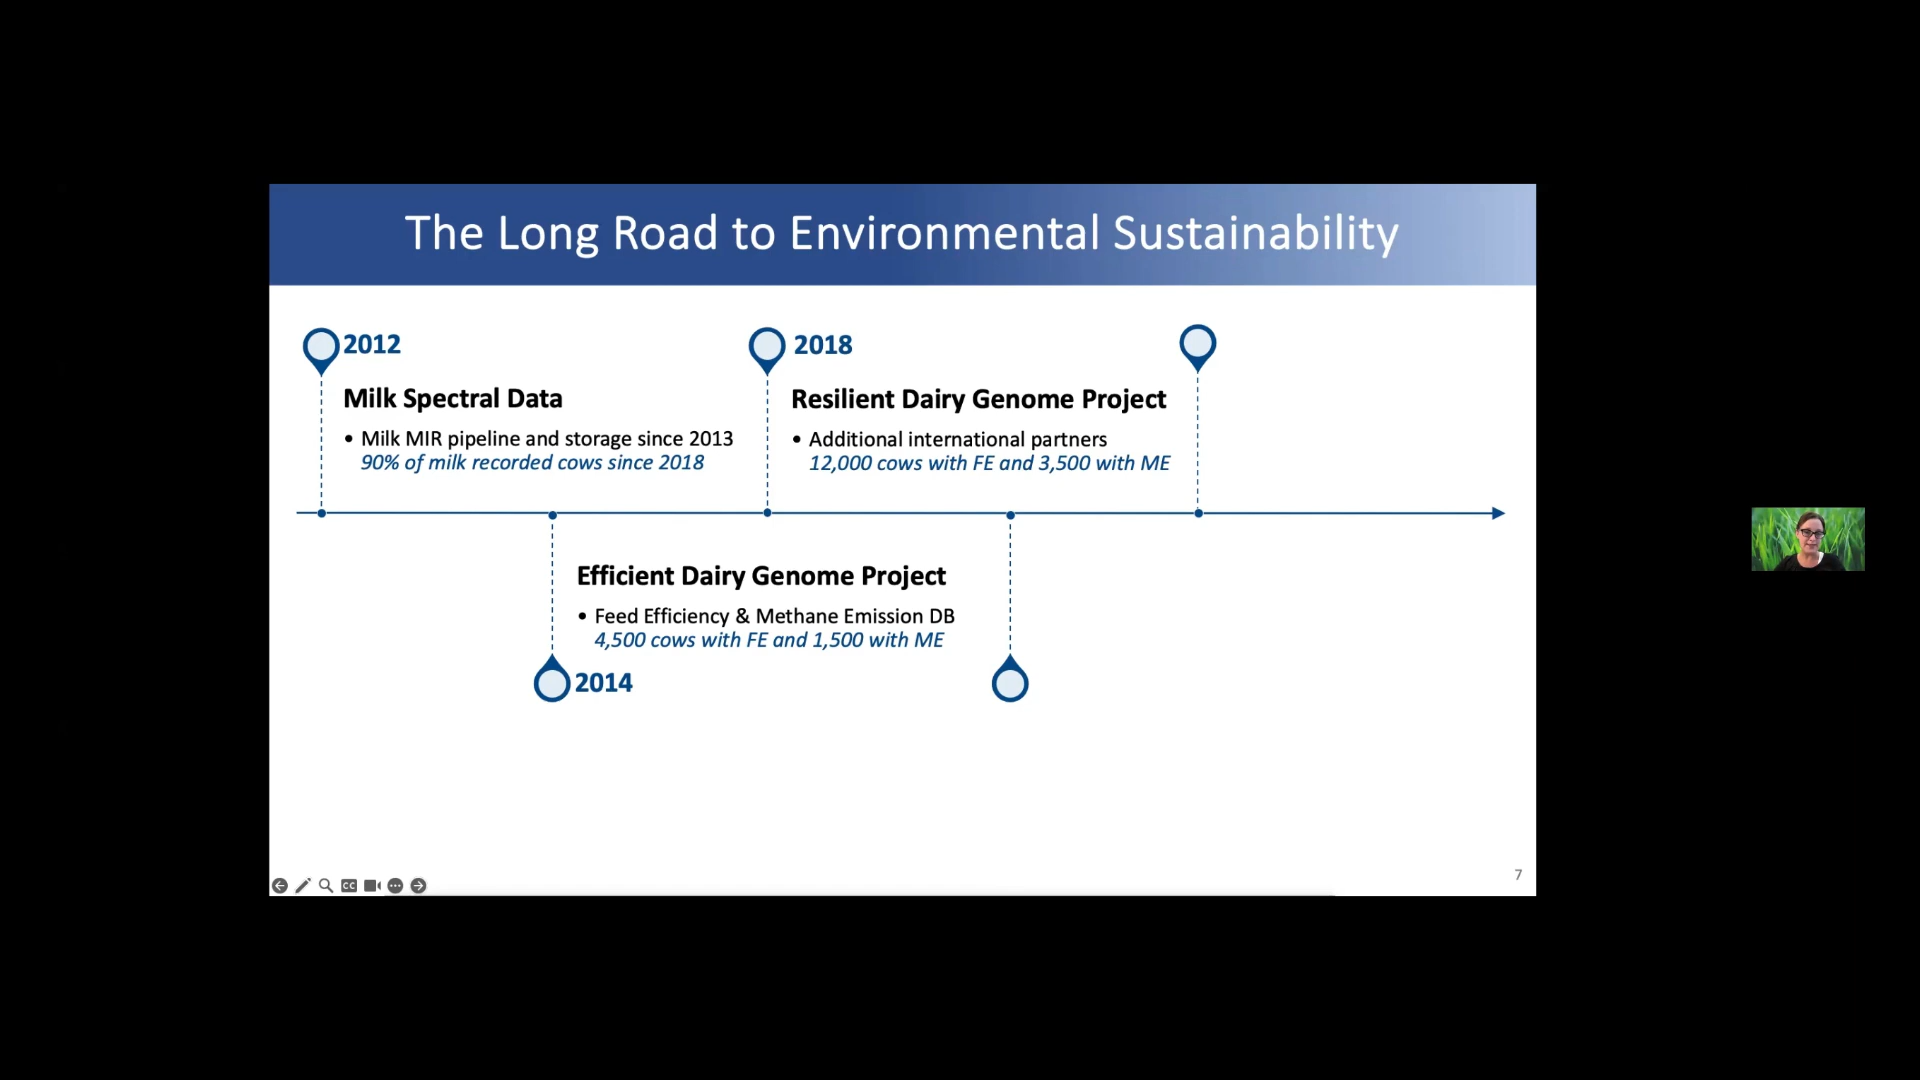 The Long Road to Environmental Sustainability
2012
Milk Spectral Data
• Milk MIR pipeline and storage since 2013
90% of milk recorded cows since 2018
2018
Resilient Dairy Genome Project
• Additional international partners
12,000 cows with FE and 3,500 with ME
Efficient Dairy Genome Project
• Feed Efficiency & Methane Emission DB
4,500 cows with FE and 1,500 with ME
2014
CC
7